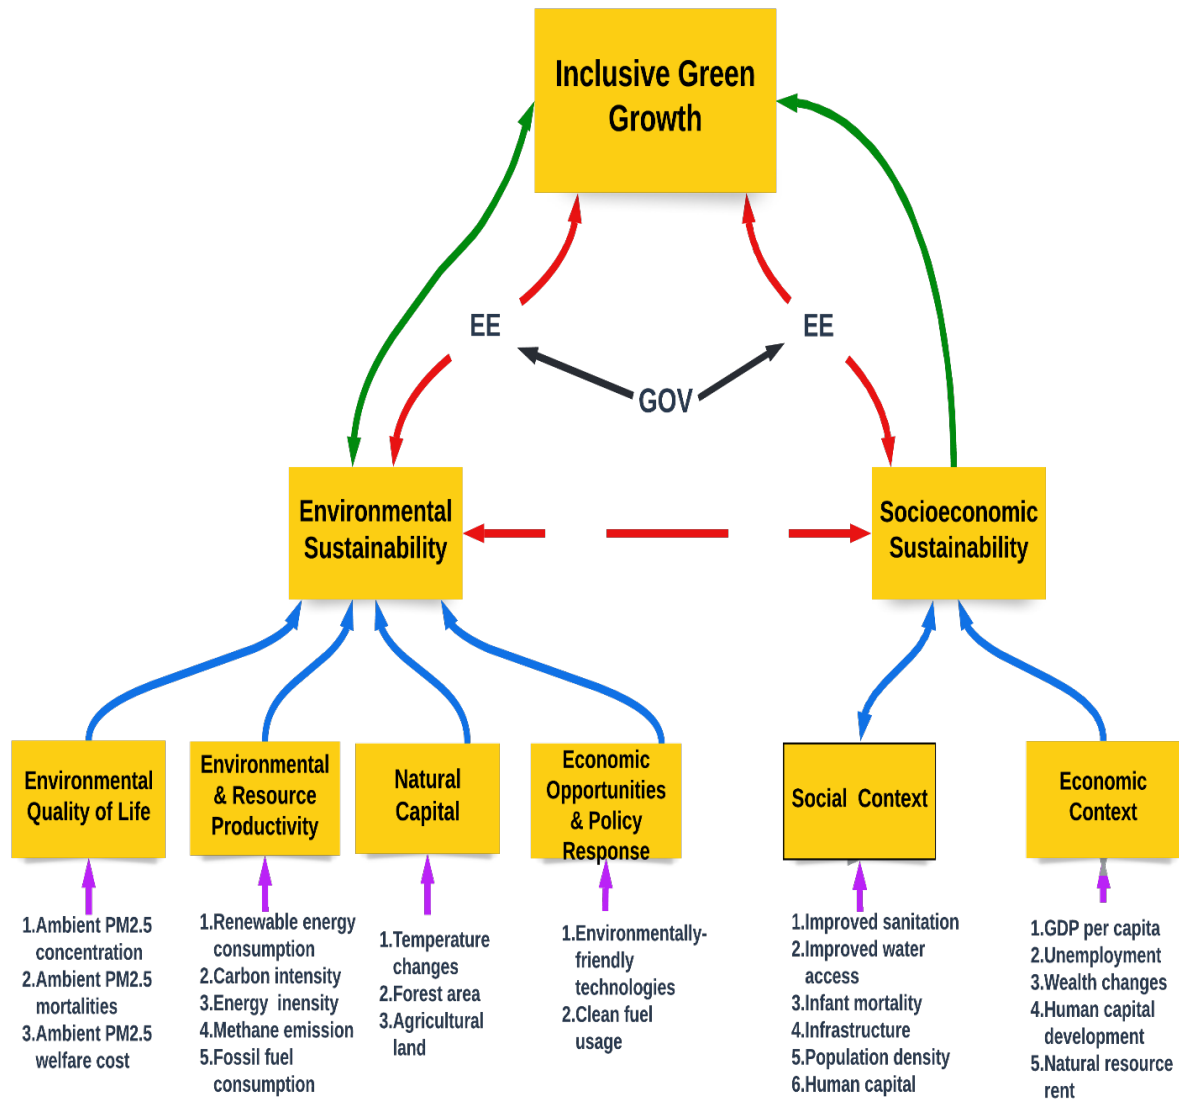 Inclusive Green
Growth
EE
EE
GOV
Environmental
Sustainability
Socioeconomic
Sustainability
Environmental
Quality of Life
Environmental
& Resource
Productivity
Natural
Capital
Economic
Opportunities
& Policy
Response
Social Context
Economic
Context
1.Ambient PM2.5
concentration
2.Ambient PM2.5
mortalities
3.Ambient PM2.5
welfare cost
1.Renewable energy
consumption
2.Carbon intensity
3.Energy inensity
4.Methane emission
5.Fossil fuel
consumption
1.Temperature
changes
2.Forest area
3.Agricultural
land
1.Environmentally-
friendly
technologies
2.Clean fuel
usage
1.Improved sanitation
2.Improved water
access
3.Infant mortality
4.Infrastructure
5.Population density
6.Human capital
1.GDP per capita
2.Unemployment
3.Wealth changes
4.Human capital
development
5.Natural resource
rent